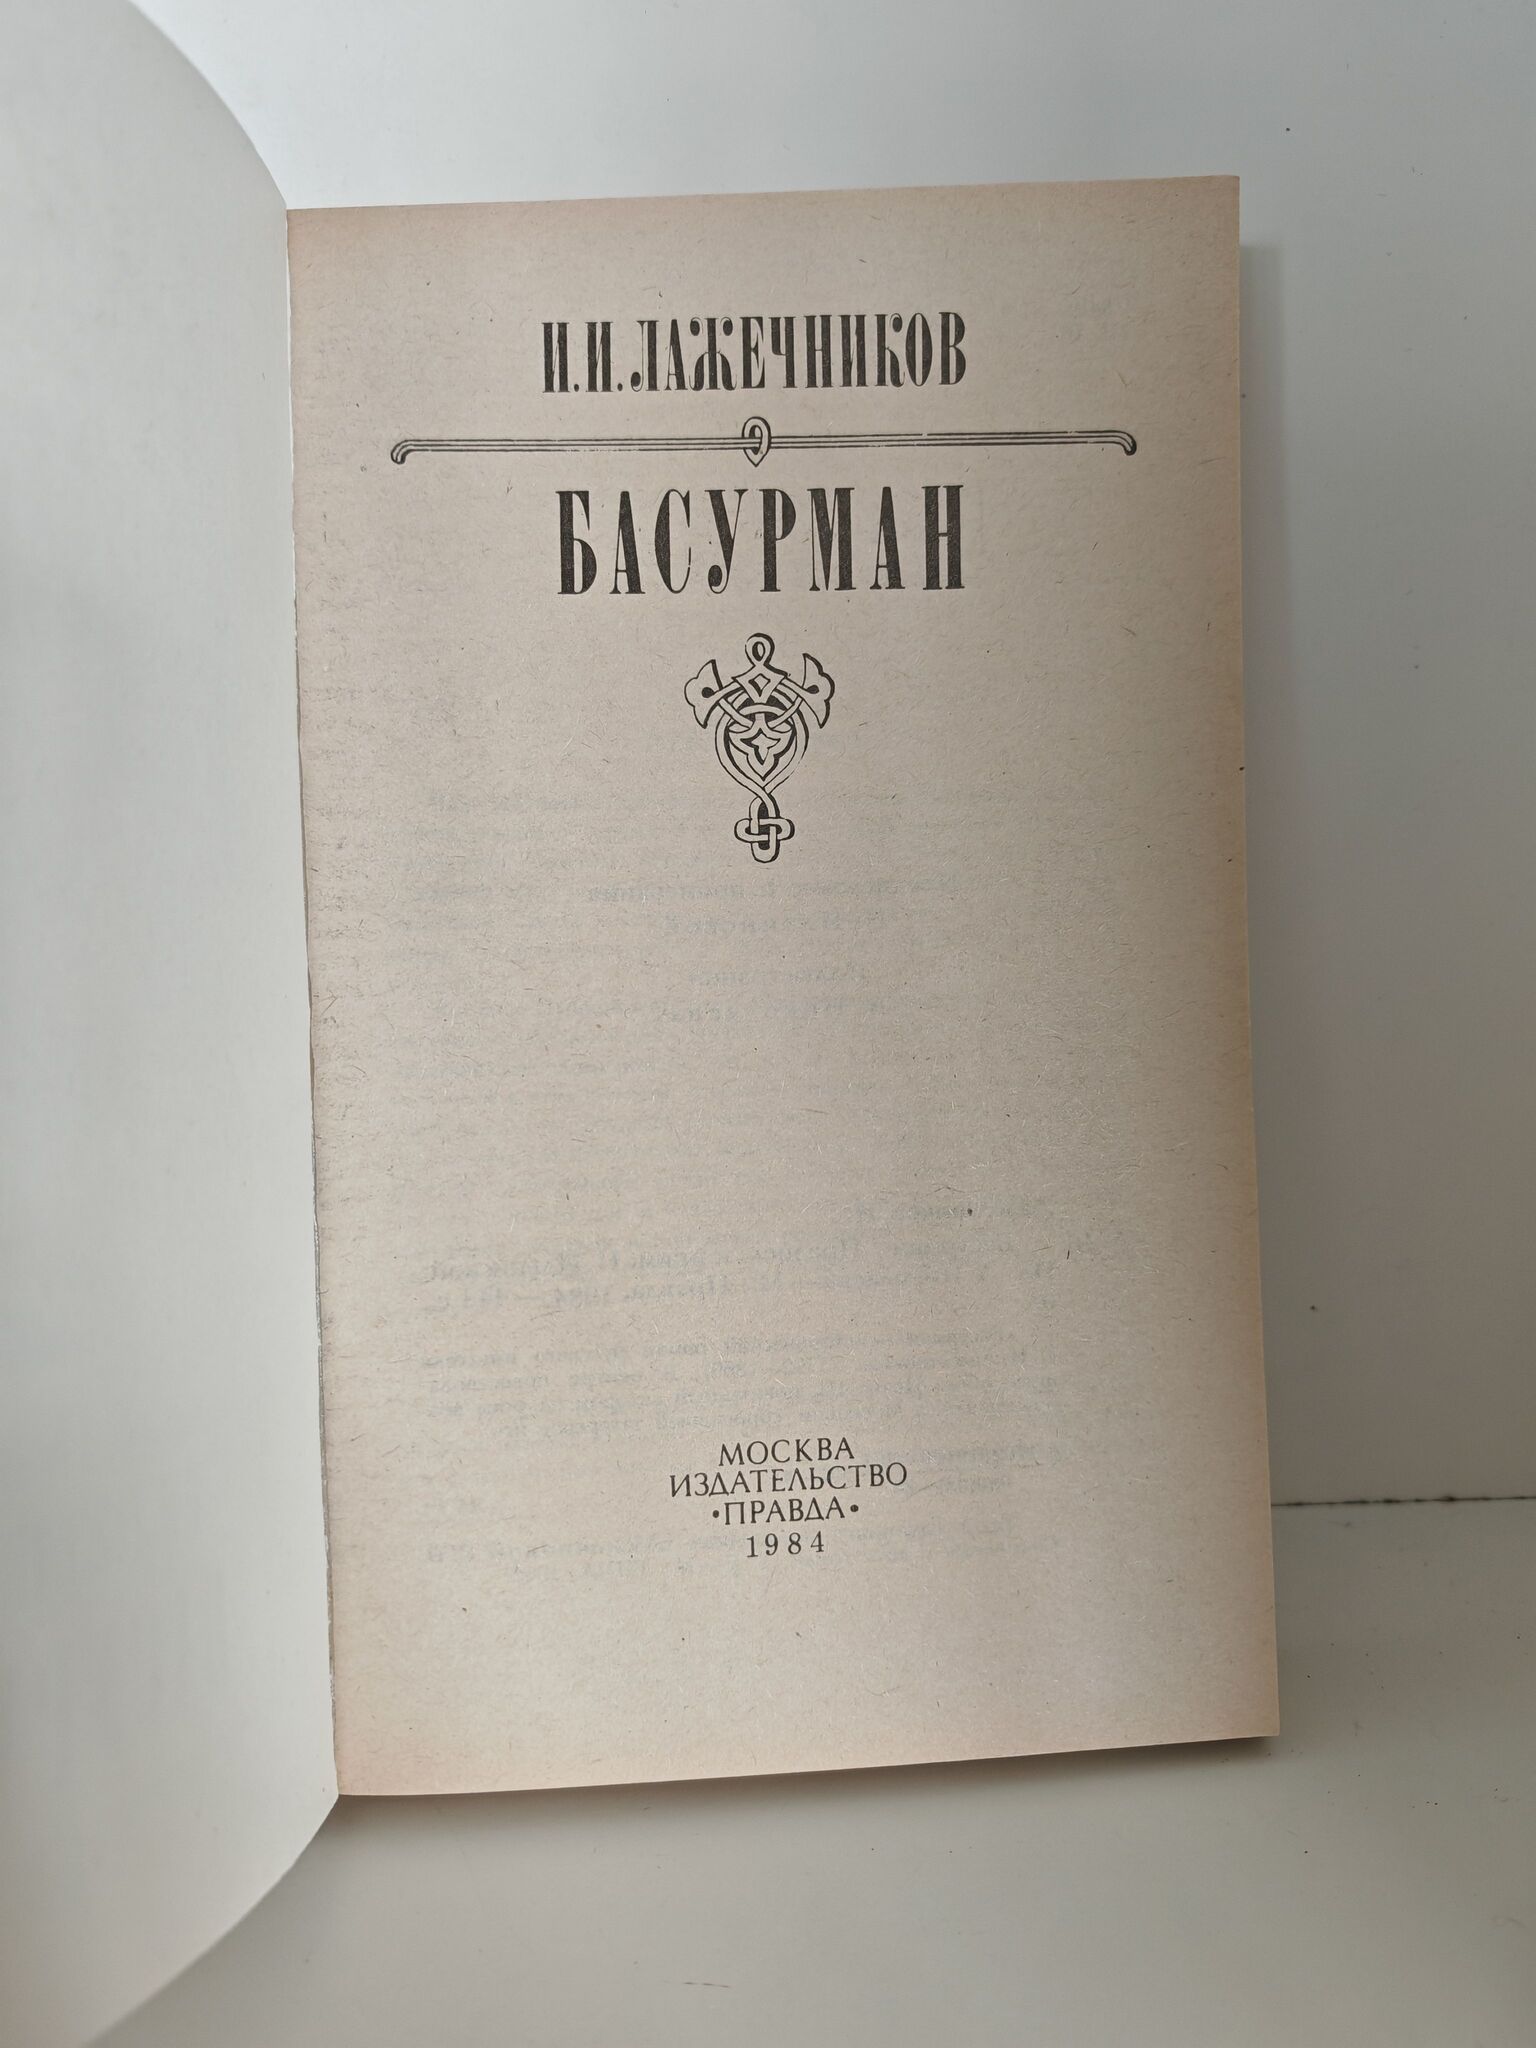 И.И.ЛАЖЕЧНИКОВ
БАСУРМАН
МОСКВА
ИЗДАТЕЛЬСТВО
•ПРАВДА•
1984